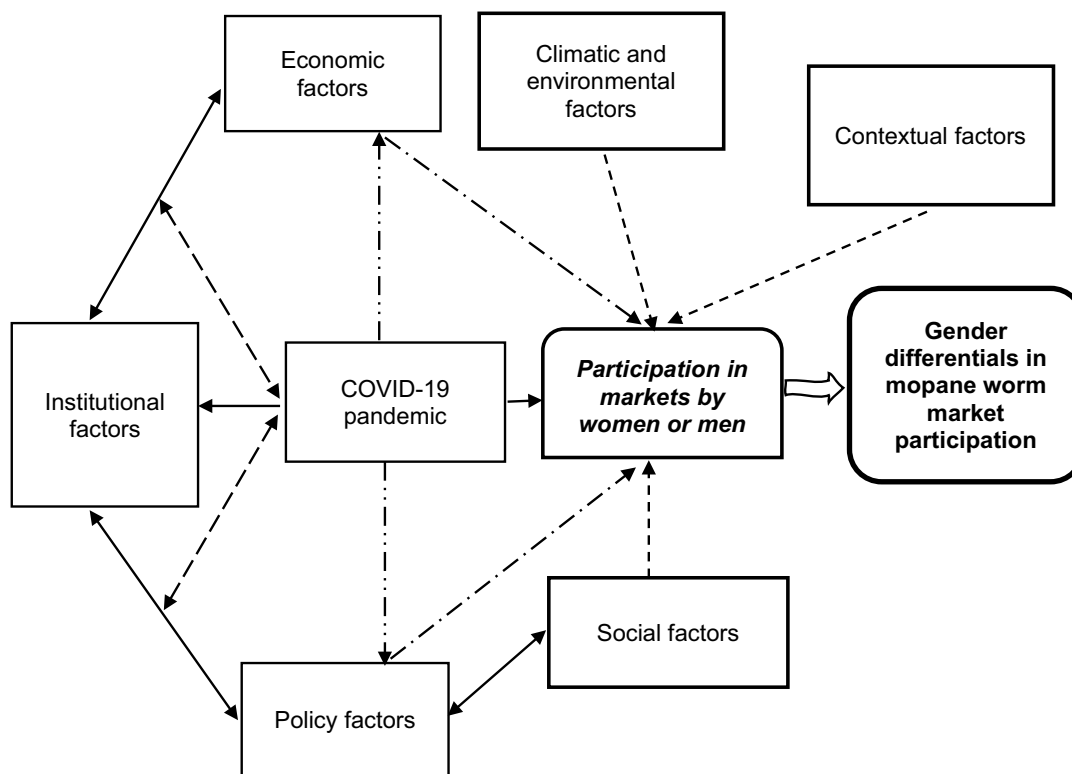 Economic
factors
Climatic and
environmental
factors
Contextual factors
Institutional
factors
COVID-19
pandemic
Participation in
markets by
women or men
Gender
differentials in
mopane worm
market
participation
Social factors
Policy factors